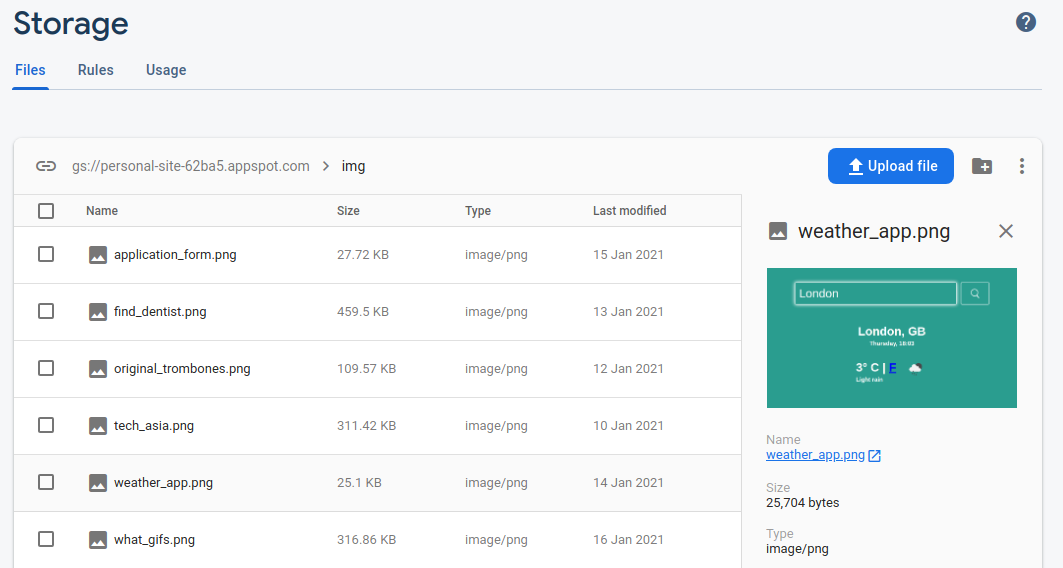 Storage
Files Rules Usage
gs://personal-site-62ba5.appspot.com > img
Upload file
Name Size Type Last modified
application_form.png 27.72 KB image/png 15 Jan 2021
find_dentist.png 459.5 KB image/png 13 Jan 2021
original_trombones.png 109.57 KB image/png 12 Jan 2021
tech_asia.png 311.42 KB image/png 10 Jan 2021
weather_app.png 25.1 KB image/png 14 Jan 2021
what_gifs.png 316.86 KB image/png 16 Jan 2021
weather_app.png
London
London, GB
Thursday, 18:03
3° C | E
Light rain
Name
weather_app.png
Size
25,704 bytes
Type
image/png